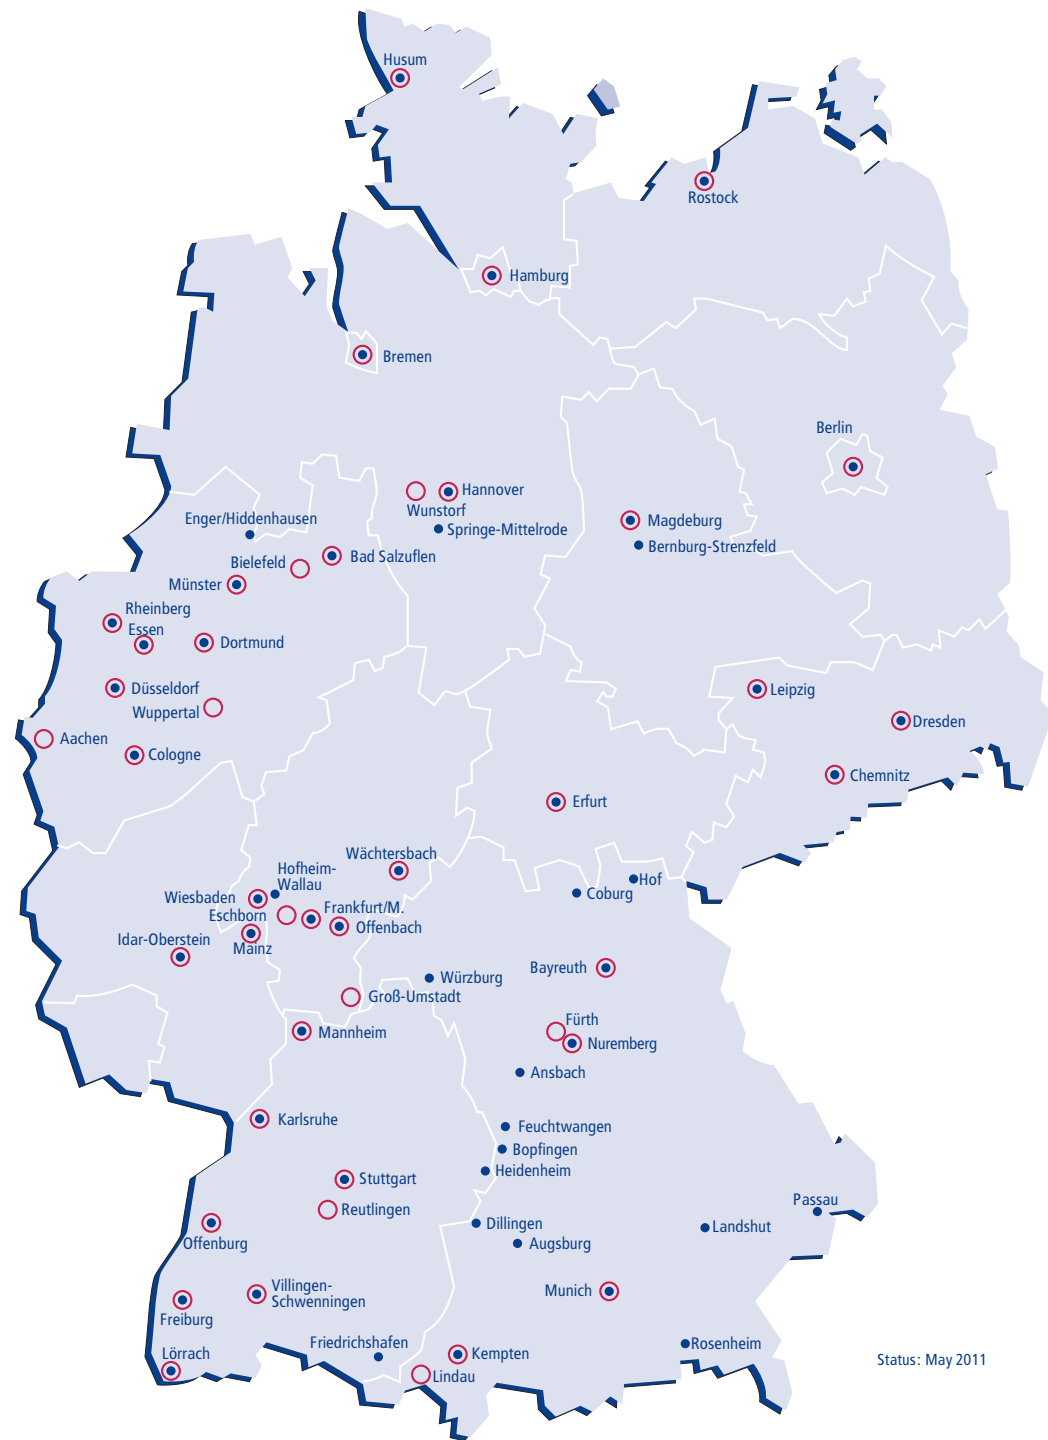 Husum
Rostock
Hamburg
Bremen
Berlin
Hannover
Wunstorf
Enger/Hiddenhausen
Springe-Mittelrode
Magdeburg
Bernburg-Strenzfeld
Bad Salzuflen
Bielefeld
Münster
Rheinberg
Essen
Dortmund
Düsseldorf
Wuppertal
Leipzig
Dresden
Aachen
Cologne
Chemnitz
Erfurt
Wächtersbach
Hofheim-
Wallau
Hof
Coburg
Wiesbaden
Eschborn
Frankfurt/M.
Offenbach
Idar-Oberstein
Mainz
Bayreuth
Würzburg
Groß-Umstadt
Fürth
Mannheim
Nuremberg
Ansbach
Karlsruhe
Feuchtwangen
Bopfingen
Heidenheim
Stuttgart
Reutlingen
Passau
Dillingen
Landshut
Offenburg
Augsburg
Villingen-
Schwenningen
Munich
Freiburg
Friedrichshafen
Rosenheim
Lörrach
Kempten
Lindau
Status: May 2011